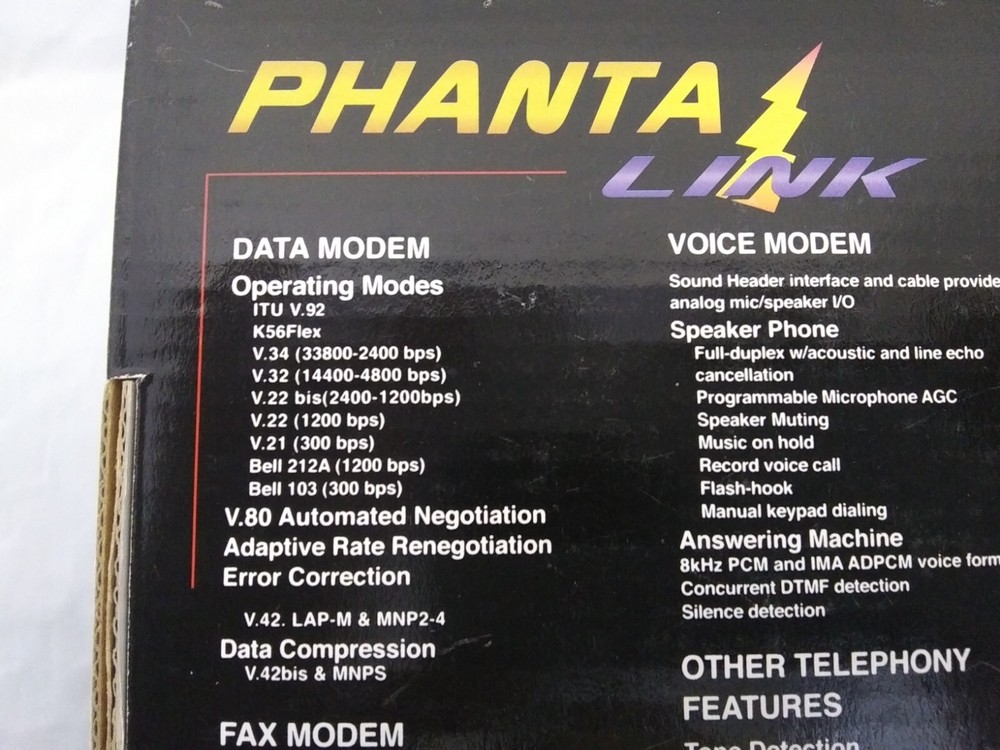 PHANTA
LINK
DATA MODEM
Operating Modes
ITU V.92
K56Flex
V.34 (33800-2400 bps)
V.32 (14400-4800 bps)
V.22 bis(2400-1200bps)
V.22 (1200 bps)
V.21 (300 bps)
Bell 212A (1200 bps)
Bell 103 (300 bps)
V.80 Automated Negotiation
Adaptive Rate Renegotiation
Error Correction
V.42. LAP-M & MNP2-4
Data Compression
V.42bis & MNPS
FAX MODEM
VOICE MODEM
Sound Header interface and cable provide
analog mic/speaker I/O
Speaker Phone
Full-duplex w/acoustic and line echo
cancellation
Programmable Microphone AGC
Speaker Muting
Music on hold
Record voice call
Flash-hook
Manual keypad dialing
Answering Machine
8kHz PCM and IMA ADPCM voice form
Concurrent DTMF detection
Silence detection
OTHER TELEPHONY
FEATURES
Tone Detection